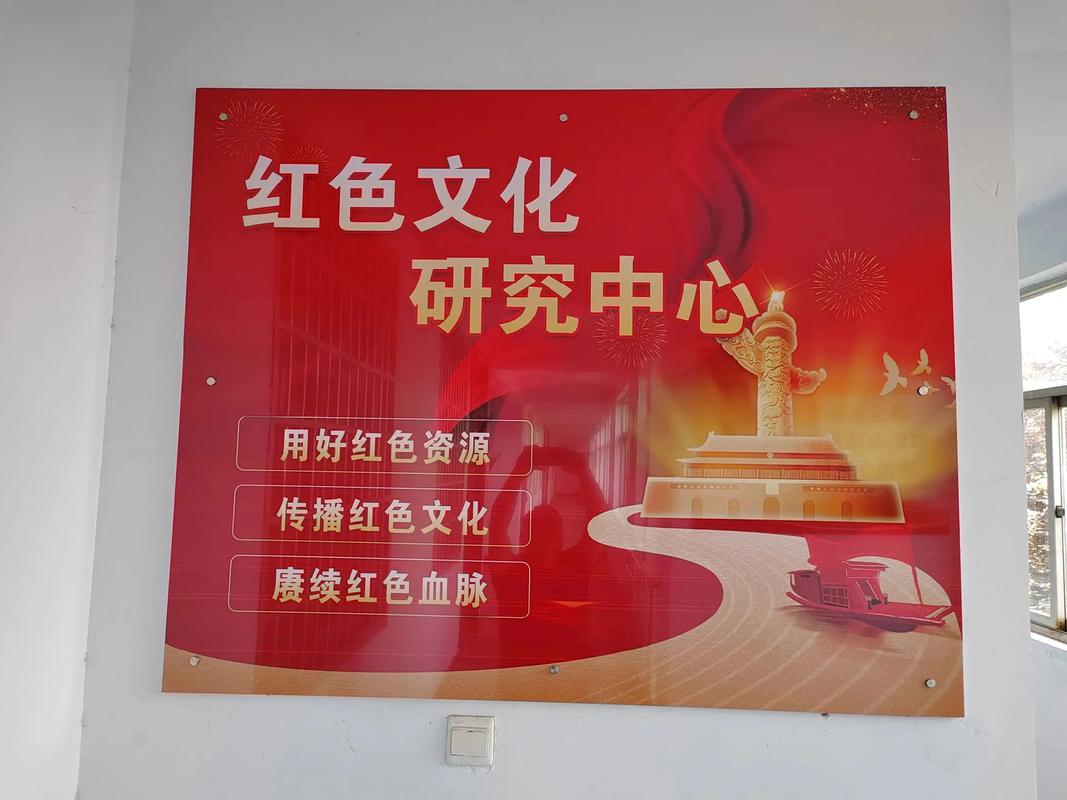 红色文化
研究中心
用好红色资源
传播红色文化
赓续红色血脉